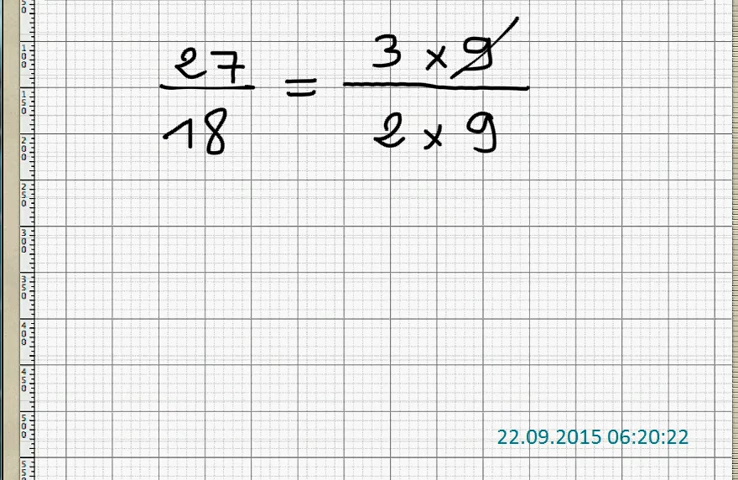 27/18 = (3 x 9)/(2 x 9)
22.09.2015 06:20:22